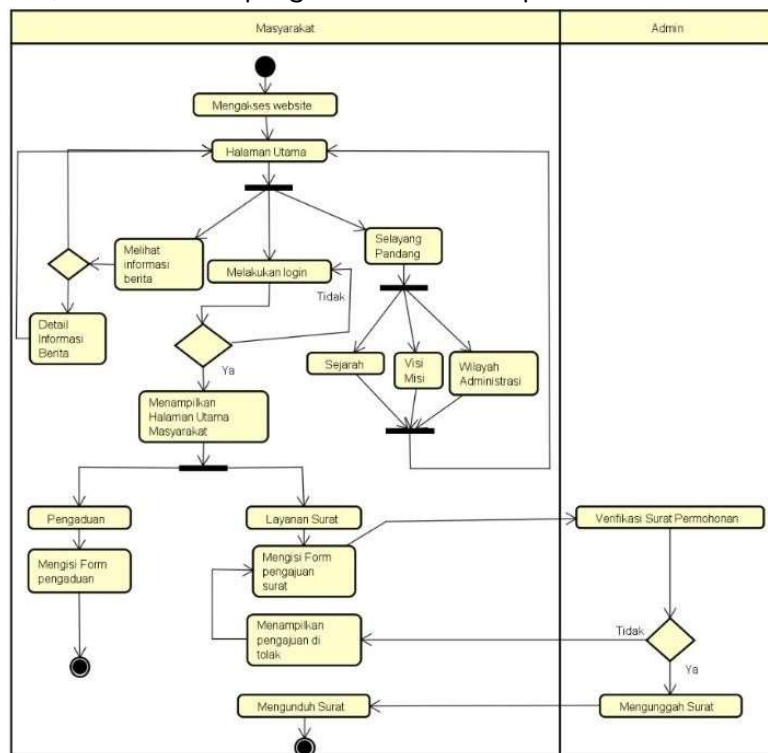 Masyarakat
Admin
Mengakses website
Halaman Utama
Melihat
informasi
berita
Melakukan login
Selayang
Pandang
Tidak
Detail
Informasi
Berita
Ya
Sejarah
Visi
Misi
Wilayah
Administrasi
Menampilkan
Halaman Utama
Masyarakat
Pengaduan
Layanan Surat
Verifikasi Surat Permohonan
Mengisi Form
pengaduan
Mengisi Form
pengajuan
surat
Menampilkan
pengajuan di
tolak
Tidak
Ya
Mengunduh Surat
Mengunggah Surat